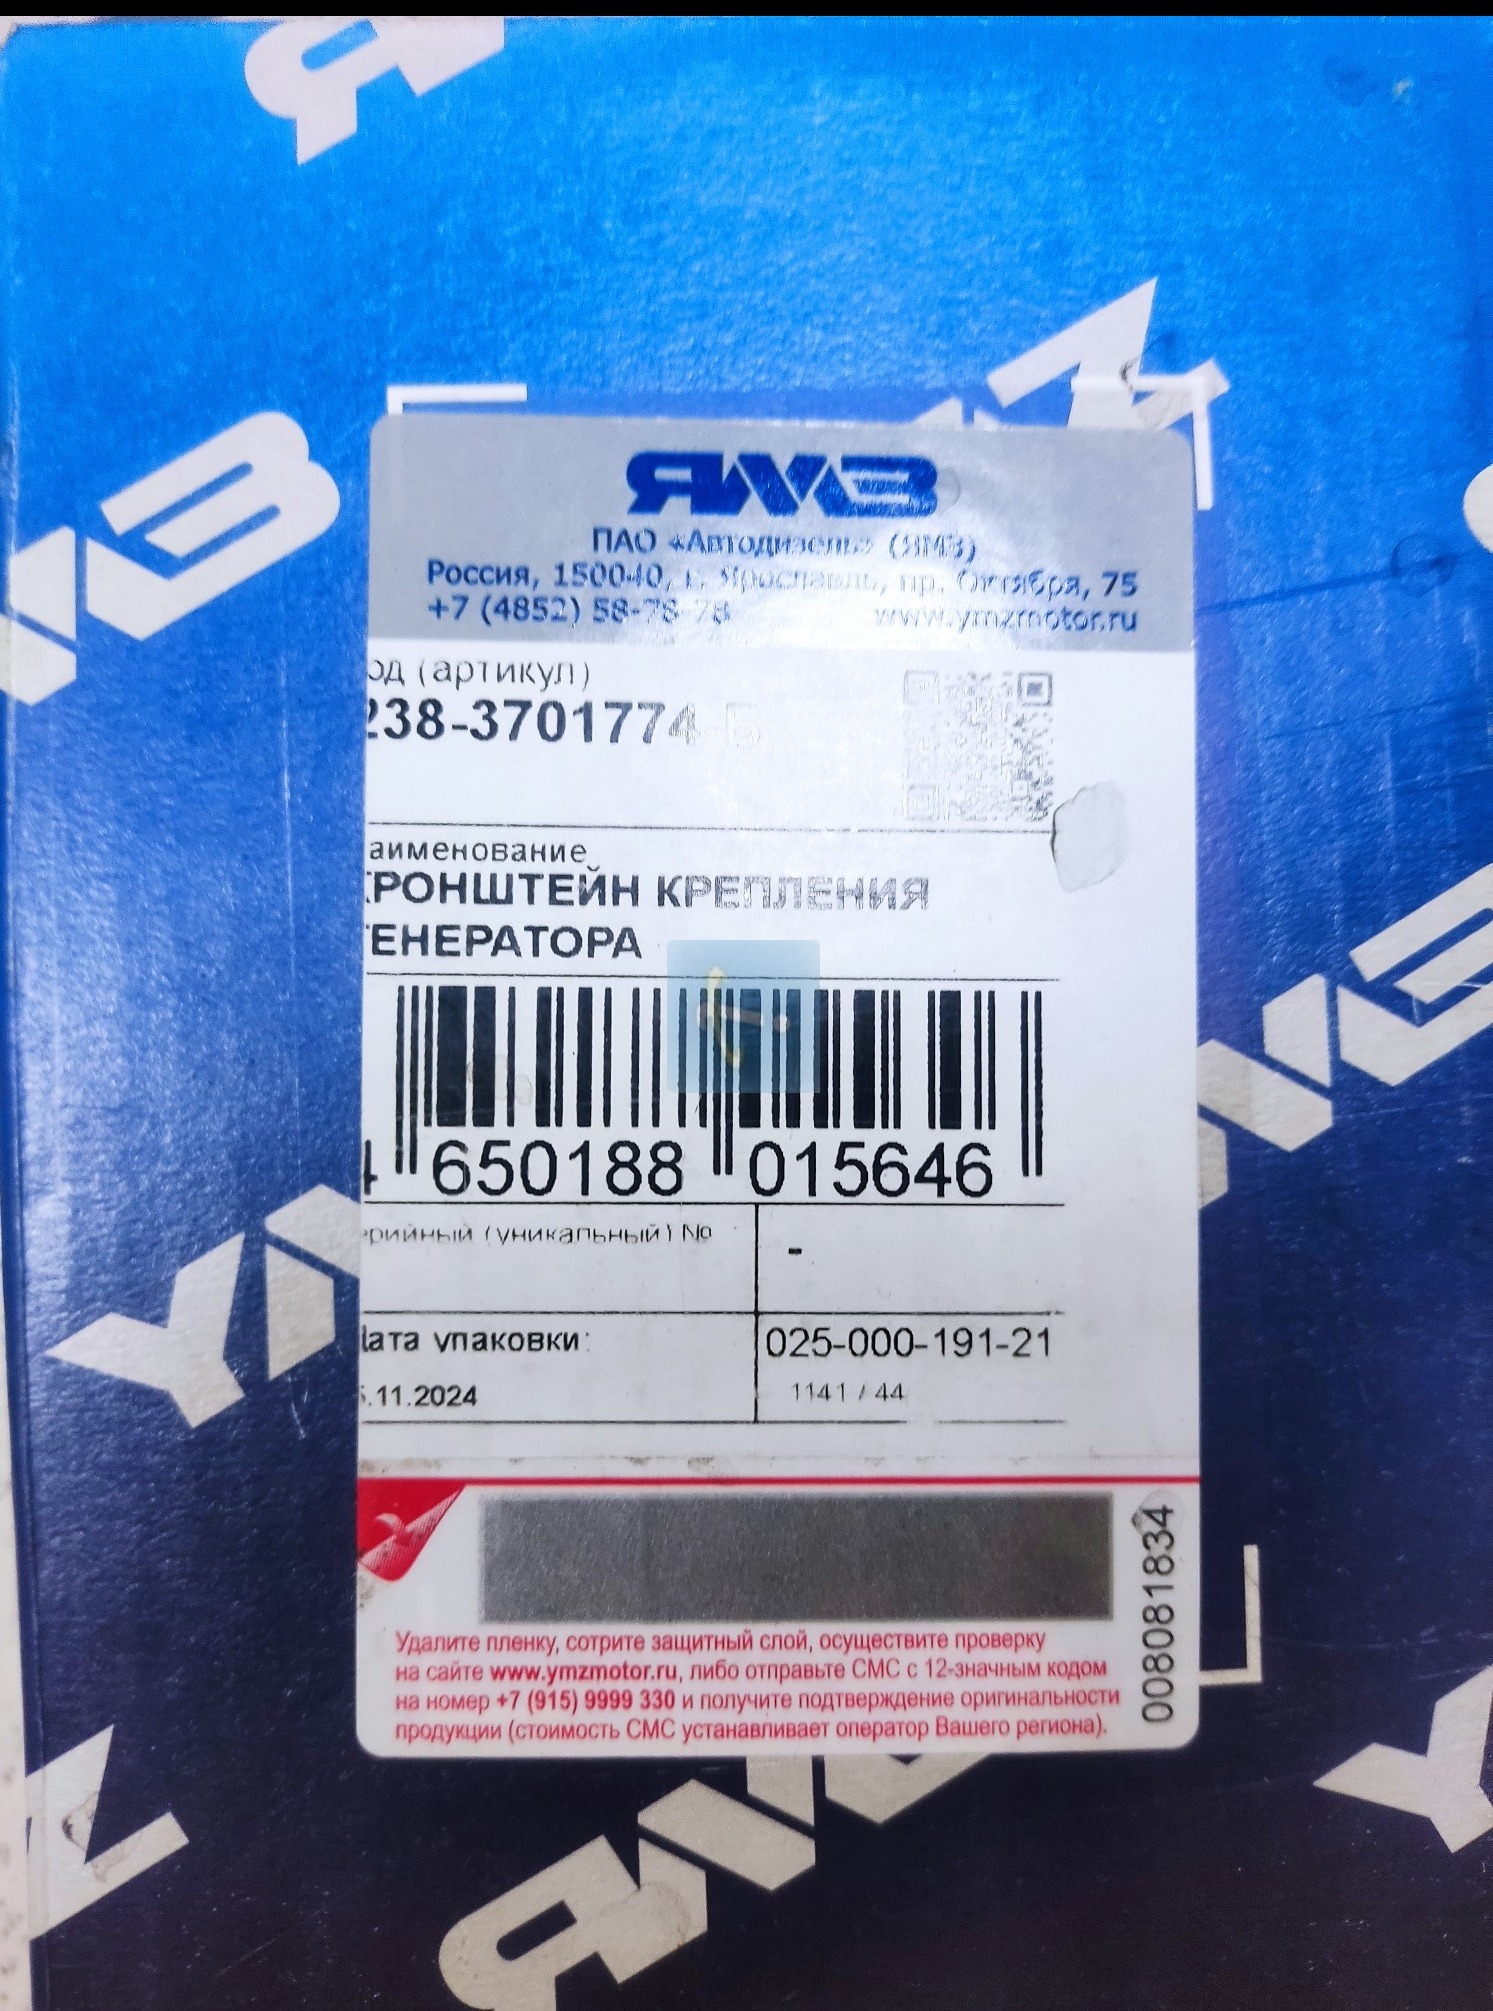 ЯМЗ
ПАО «Автодизель» (ЯМЗ)
Россия, 150040, г. Ярославль, пр. Октября, 75
+7 (4852) 58-78-78 www.ymzmotor.ru
од (артикул)
238-3701774-Б
аименование
КРОНШТЕЙН КРЕПЛЕНИЯ
ГЕНЕРАТОРА
4 650188 015646
ерийный (уникальный) №
-
Дата упаковки:
025-000-191-21
.11.2024
1141 / 44
Удалите пленку, сотрите защитный слой, осуществите проверку
на сайте www.ymzmotor.ru, либо отправьте СМС с 12-значным кодом
на номер +7 (915) 9999 330 и получите подтверждение оригинальности
продукции (стоимость СМС устанавливает оператор Вашего региона).
008081834